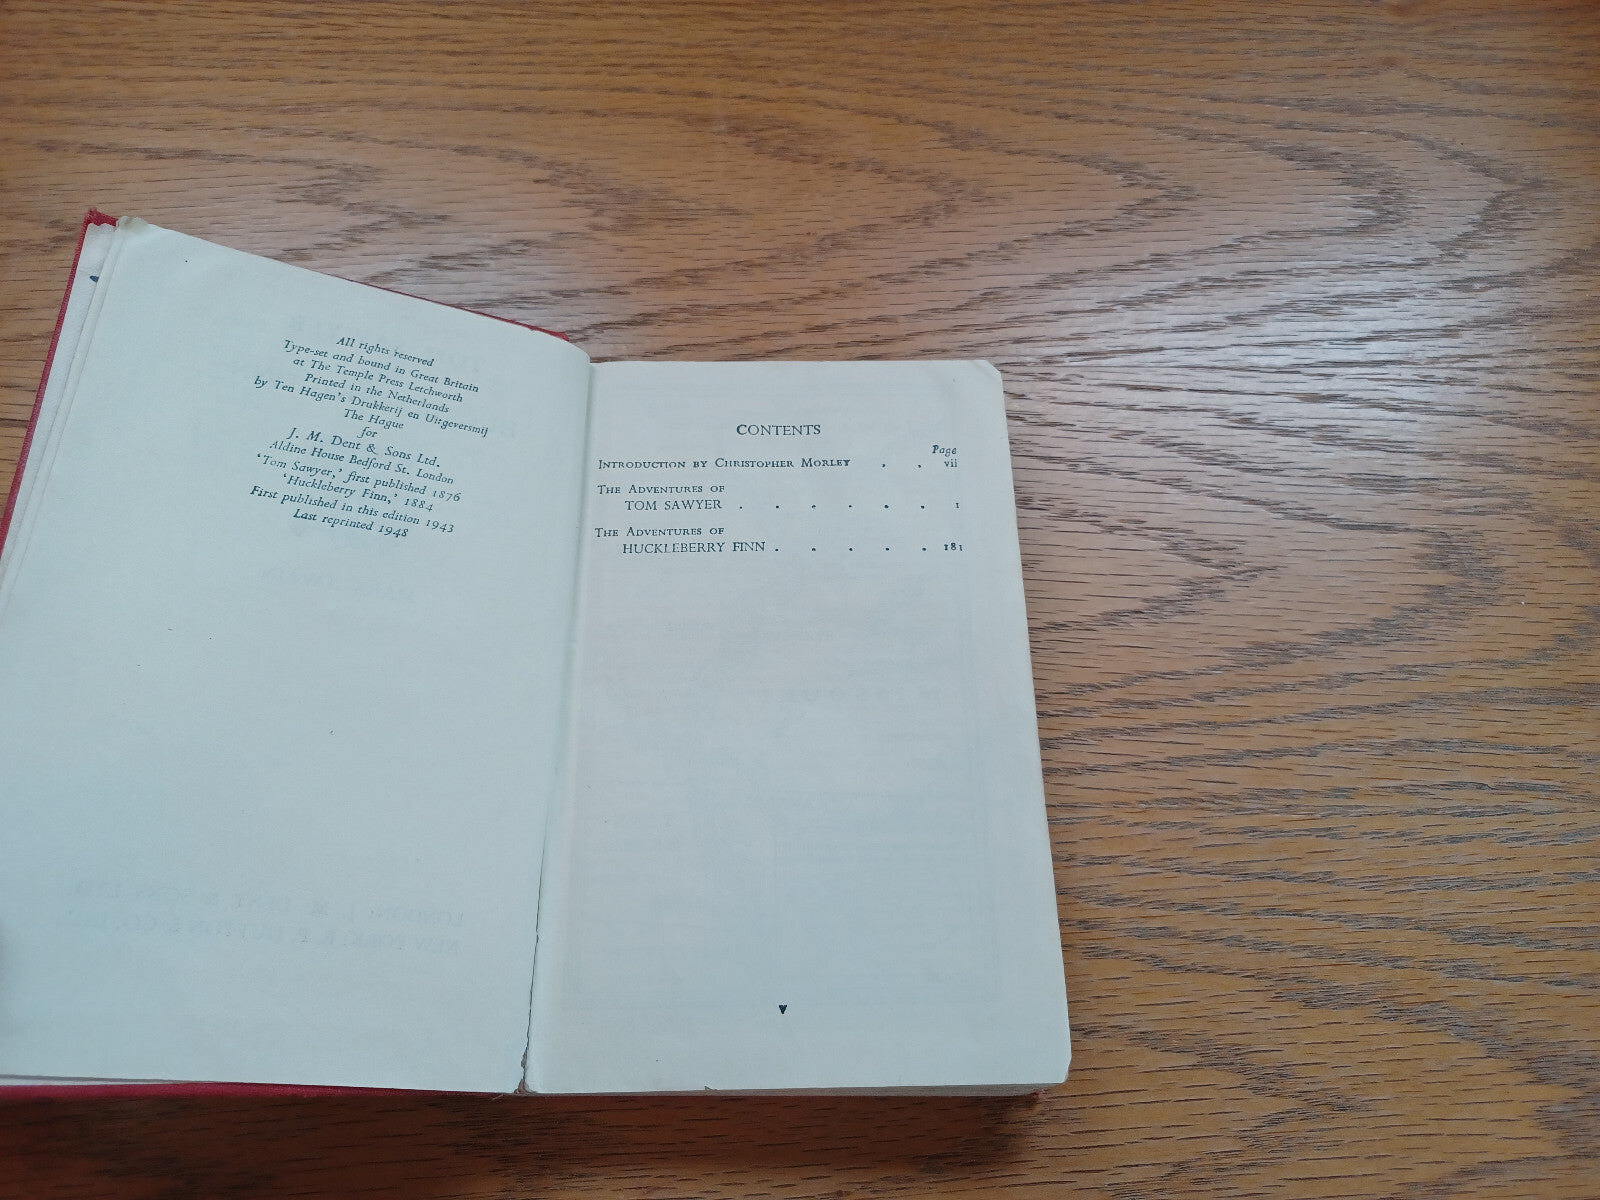 All rights reserved
Type-set and bound in Great Britain
at The Temple Press Letchworth
Printed in the Netherlands
by Ten Hagen's Drukkerij en Uitgeversmij
The Hague
for
J. M. Dent & Sons Ltd.
Aldine House Bedford St. London
'Tom Sawyer,' first published 1876
'Huckleberry Finn,' 1884
First published in this edition 1943
Last reprinted 1948
CONTENTS
Page
INTRODUCTION BY CHRISTOPHER MORLEY . . vii
THE ADVENTURES OF
TOM SAWYER . . . . . . 1
THE ADVENTURES OF
HUCKLEBERRY FINN . . . . . 181
v